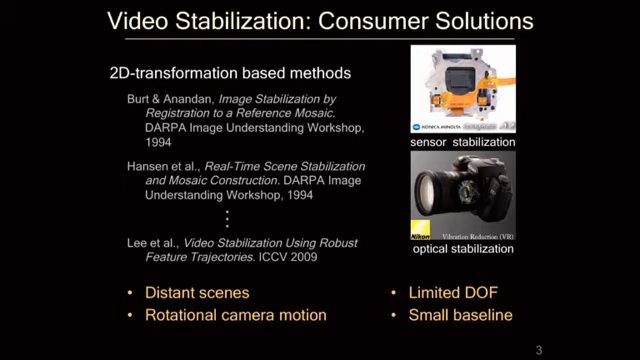 Video Stabilization: Consumer Solutions
2D-transformation based methods
Burt & Anandan, Image Stabilization by
Registration to a Reference Mosaic.
DARPA Image Understanding Workshop,
1994
Hansen et al., Real-Time Scene Stabilization
and Mosaic Construction. DARPA Image
Understanding Workshop, 1994
Lee et al., Video Stabilization Using Robust
Feature Trajectories. ICCV 2009
• Distant scenes
• Rotational camera motion
KONICA MINOLTA
sensor stabilization
Nikon
Vibration Reduction (VR)
optical stabilization
• Limited DOF
• Small baseline
3